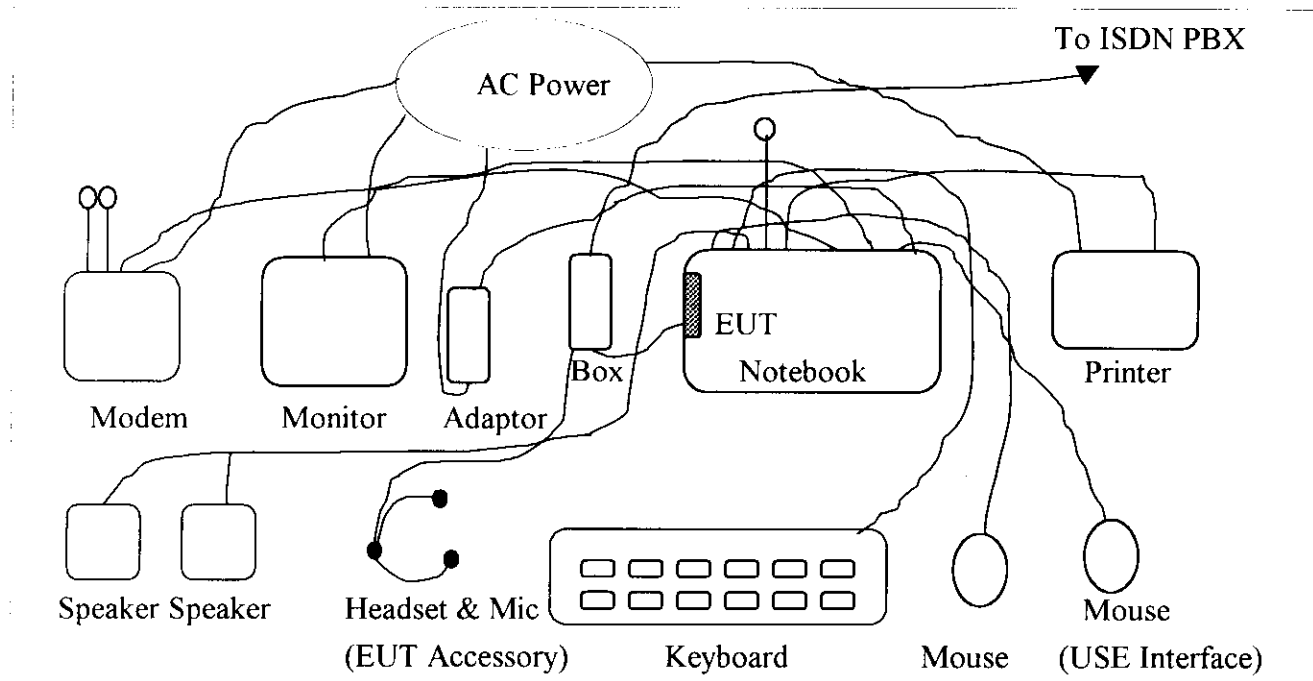 To ISDN PBX
AC Power
EUT
Box
Notebook
Printer
Modem
Monitor
Adaptor
Speaker Speaker
Headset & Mic
(EUT Accessory)
Keyboard
Mouse
Mouse
(USE Interface)